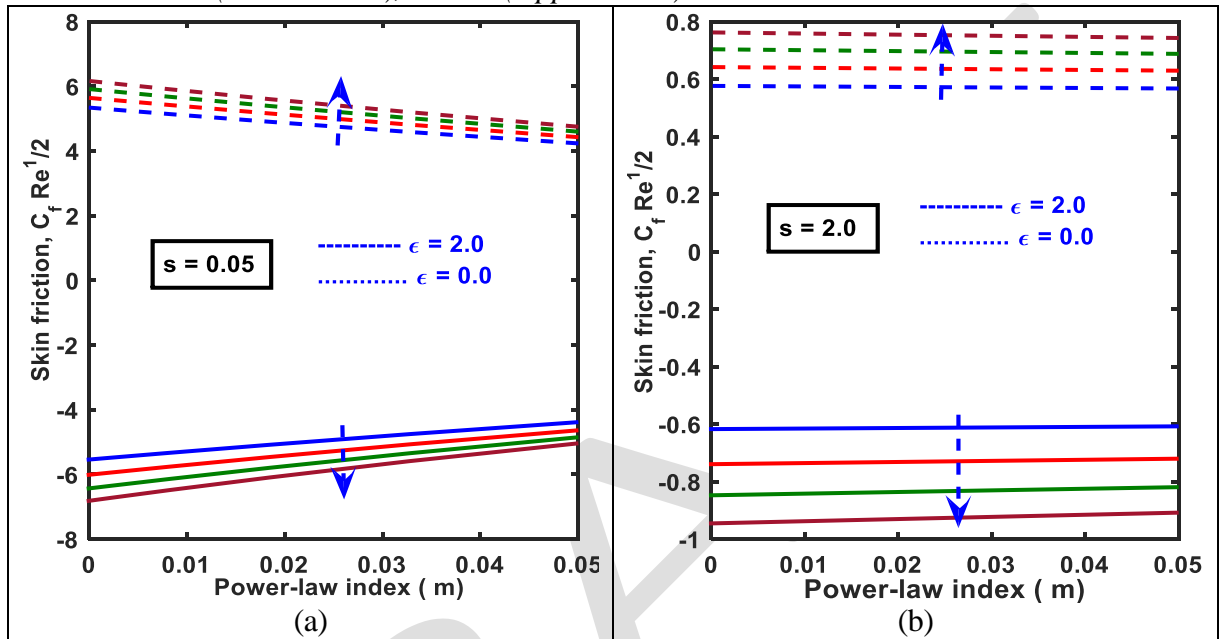 8
6
4
2
0
-2
-4
-6
-8
Skin friction, C_f Re^1/2
s = 0.05
ϵ = 2.0
ϵ = 0.0
0 0.01 0.02 0.03 0.04 0.05
Power-law index ( m)
(a)
0.8
0.6
0.4
0.2
0
-0.2
-0.4
-0.6
-0.8
-1
Skin friction, C_f Re^1/2
s = 2.0
ϵ = 2.0
ϵ = 0.0
0 0.01 0.02 0.03 0.04 0.05
Power-law index ( m)
(b)